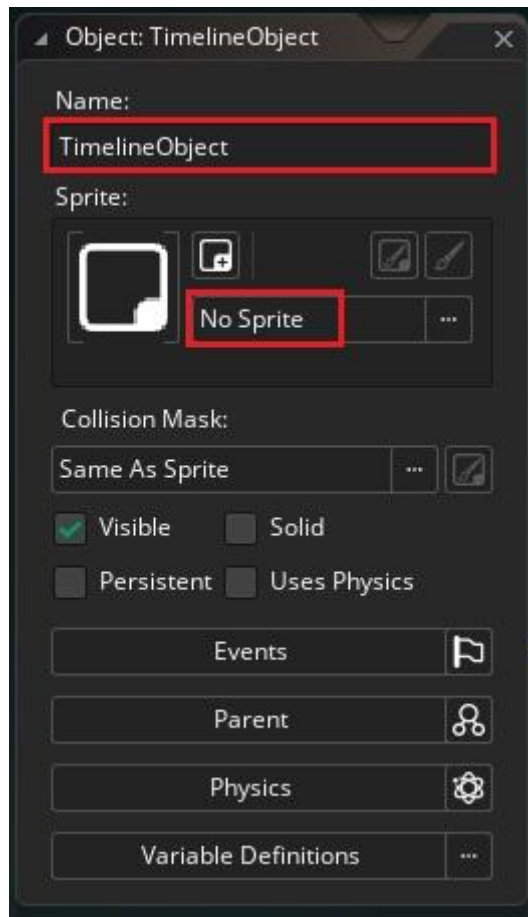 Object: TimelineObject
Name:
TimelineObject
Sprite:
No Sprite
Collision Mask:
Same As Sprite
Visible Solid
Persistent Uses Physics
Events
Parent
Physics
Variable Definitions